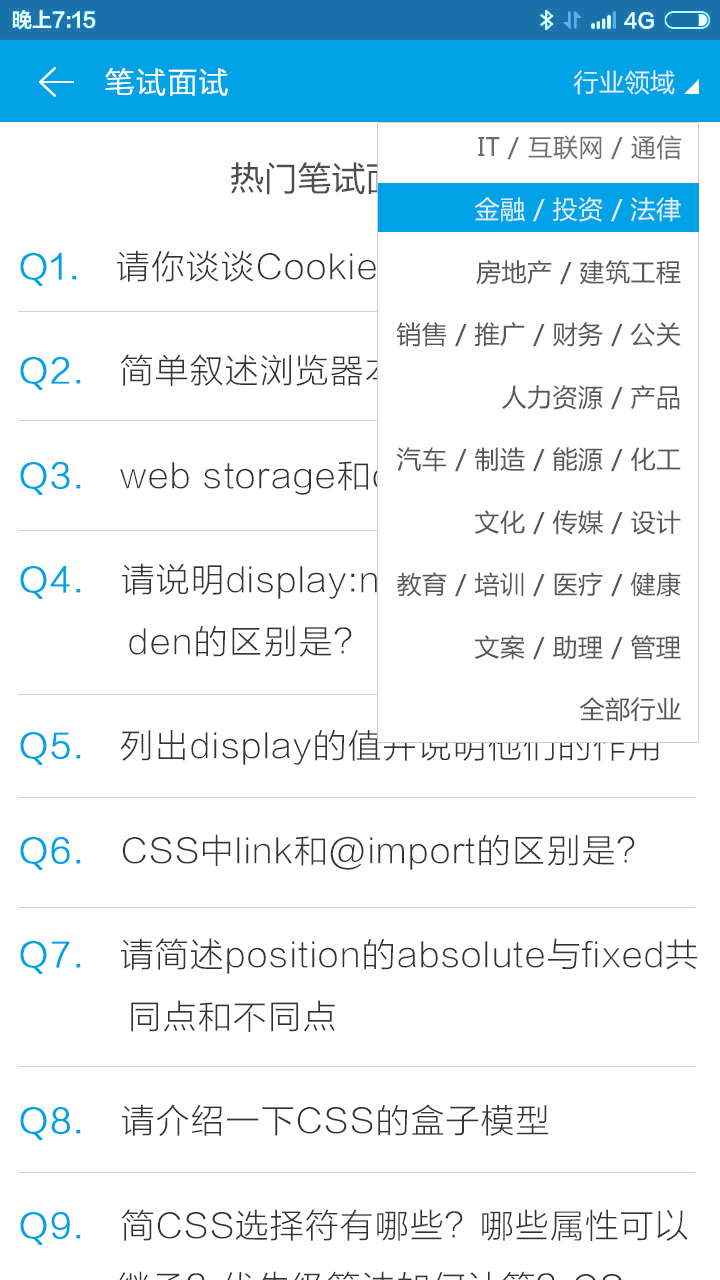 晚上7:15 4G
笔试面试 行业领域
热门笔试
IT / 互联网 / 通信
金融 / 投资 / 法律
房地产 / 建筑工程
销售 / 推广 / 财务 / 公关
人力资源 / 产品
汽车 / 制造 / 能源 / 化工
文化 / 传媒 / 设计
教育 / 培训 / 医疗 / 健康
文案 / 助理 / 管理
全部行业
Q1. 请你谈谈Cookie
Q2. 简单叙述浏览器
Q3. web storage和
Q4. 请说明display:n
den的区别是?
Q5. 列出display的值并说明他们的作用
Q6. CSS中link和@import的区别是?
Q7. 请简述position的absolute与fixed共
同点和不同点
Q8. 请介绍一下CSS的盒子模型
Q9. 简CSS选择符有哪些? 哪些属性可以